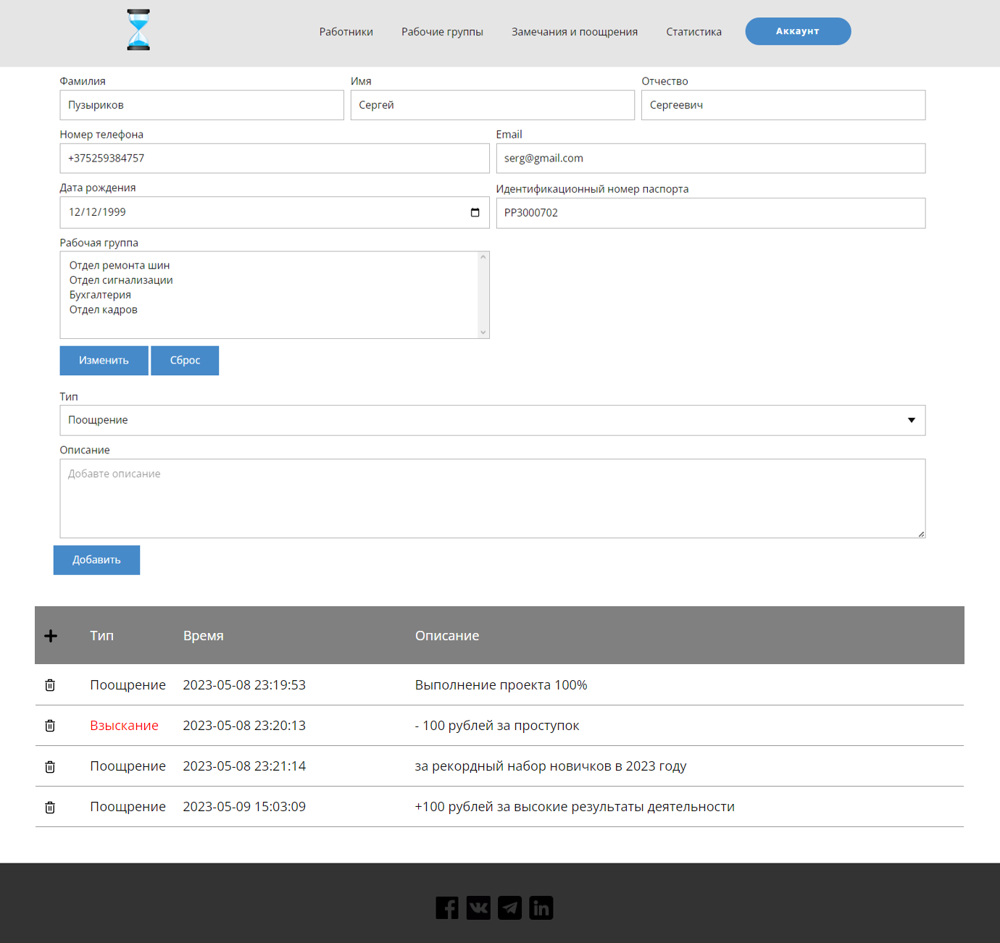 Работники Рабочие группы Замечания и поощрения Статистика Аккаунт
Фамилия Имя Отчество
Пузыриков Сергей Сергеевич
Номер телефона Email
+375259384757 serg@gmail.com
Дата рождения Идентификационный номер паспорта
12/12/1999 PP3000702
Рабочая группа
Отдел ремонта шин
Отдел сигнализации
Бухгалтерия
Отдел кадров
Изменить Сброс
Тип
Поощрение
Описание
Добавте описание
Добавить
Тип Время Описание
Поощрение 2023-05-08 23:19:53 Выполнение проекта 100%
Взыскание 2023-05-08 23:20:13 - 100 рублей за проступок
Поощрение 2023-05-08 23:21:14 за рекордный набор новичков в 2023 году
Поощрение 2023-05-09 15:03:09 +100 рублей за высокие результаты деятельности